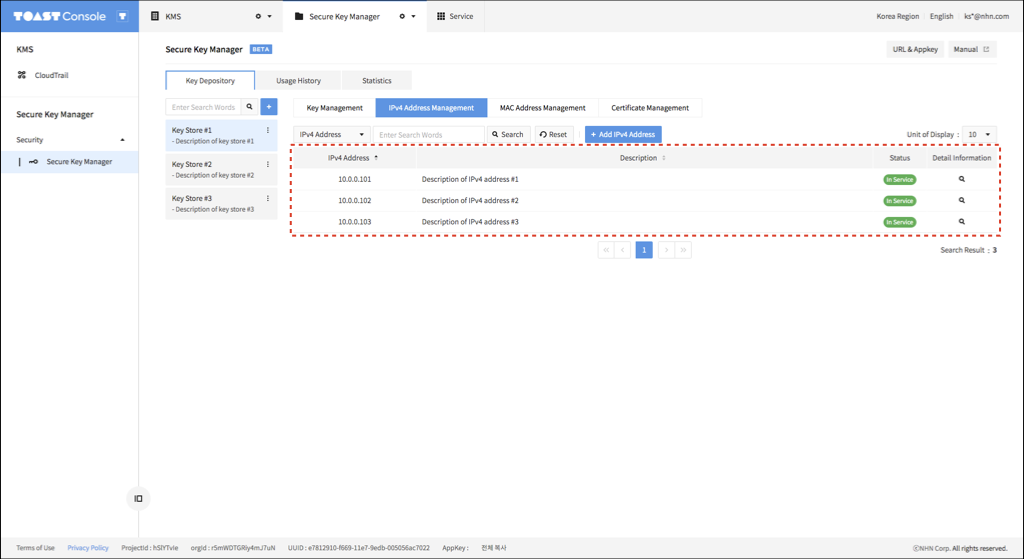 TOAST Console
KMS
Secure Key Manager
Service
Korea Region
English
ks*@nhn.com
KMS
CloudTrail
Secure Key Manager
Security
Secure Key Manager
Secure Key Manager BETA
URL & Appkey
Manual
Key Depository
Usage History
Statistics
Enter Search Words
+
Key Store #1
- Description of key store #1
Key Store #2
- Description of key store #2
Key Store #3
- Description of key store #3
Key Management
IPv4 Address Management
MAC Address Management
Certificate Management
IPv4 Address
Enter Search Words
Search
Reset
+ Add IPv4 Address
Unit of Display : 10
IPv4 Address Description Status Detail Information
10.0.0.101 Description of IPv4 address #1 In Service
10.0.0.102 Description of IPv4 address #2 In Service
10.0.0.103 Description of IPv4 address #3 In Service
1
Search Result : 3
Terms of Use
Privacy Policy
ProjectId : hSlYTvIe
orgId : r5mWDTGRiy4mJ7uN
UUID : e7812910-f669-11e7-9edb-005056ac7022
AppKey :
전체 복사
ⓒNHN Corp. All rights reserved.